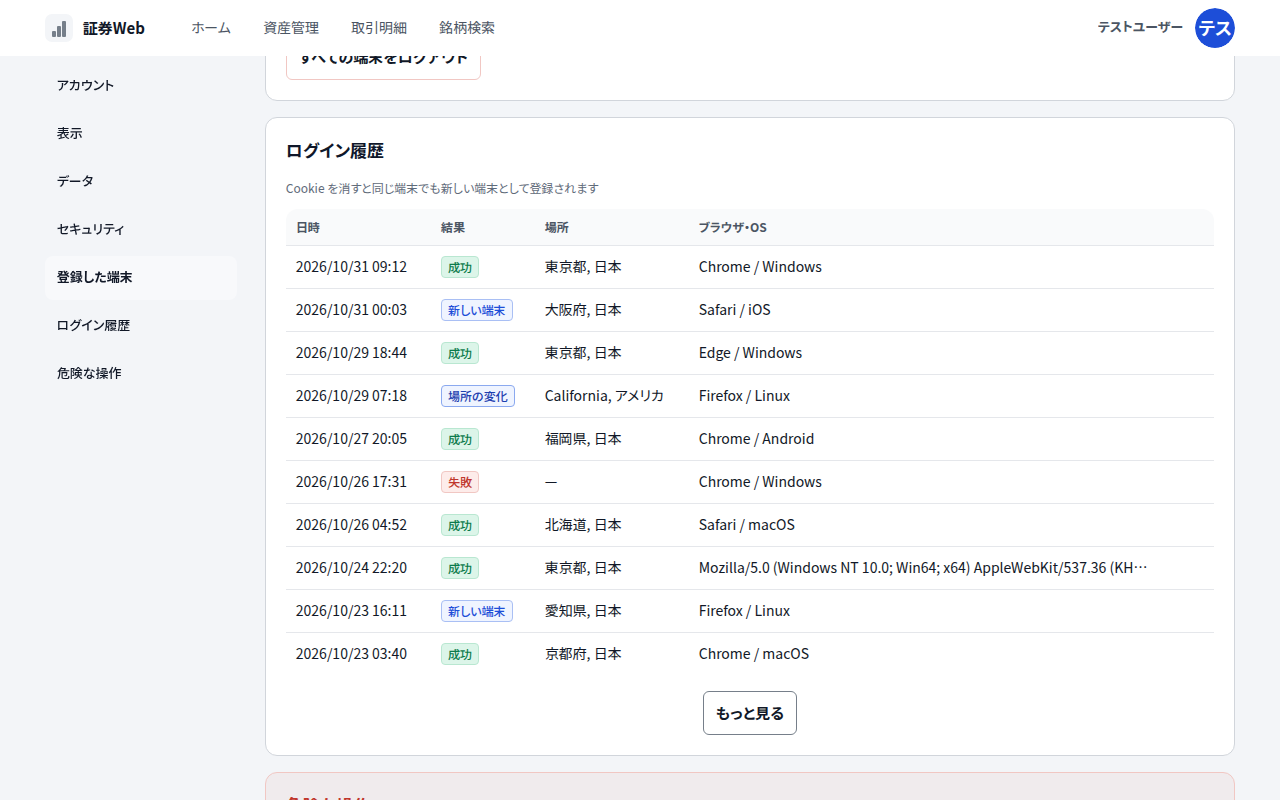 証券Web ホーム 資産管理 取引明細 銘柄検索 テストユーザー テス
アカウント
表示
データ
セキュリティ
登録した端末
ログイン履歴
危険な操作
すべての端末をログアウト
ログイン履歴
Cookie を消すと同じ端末でも新しい端末として登録されます
日時 結果 場所 ブラウザ・OS
2026/10/31 09:12 成功 東京都, 日本 Chrome / Windows
2026/10/31 00:03 新しい端末 大阪府, 日本 Safari / iOS
2026/10/29 18:44 成功 東京都, 日本 Edge / Windows
2026/10/29 07:18 場所の変化 California, アメリカ Firefox / Linux
2026/10/27 20:05 成功 福岡県, 日本 Chrome / Android
2026/10/26 17:31 失敗 — Chrome / Windows
2026/10/26 04:52 成功 北海道, 日本 Safari / macOS
2026/10/24 22:20 成功 東京都, 日本 Mozilla/5.0 (Windows NT 10.0; Win64; x64) AppleWebKit/537.36 (KH…
2026/10/23 16:11 新しい端末 愛知県, 日本 Firefox / Linux
2026/10/23 03:40 成功 京都府, 日本 Chrome / macOS
もっと見る